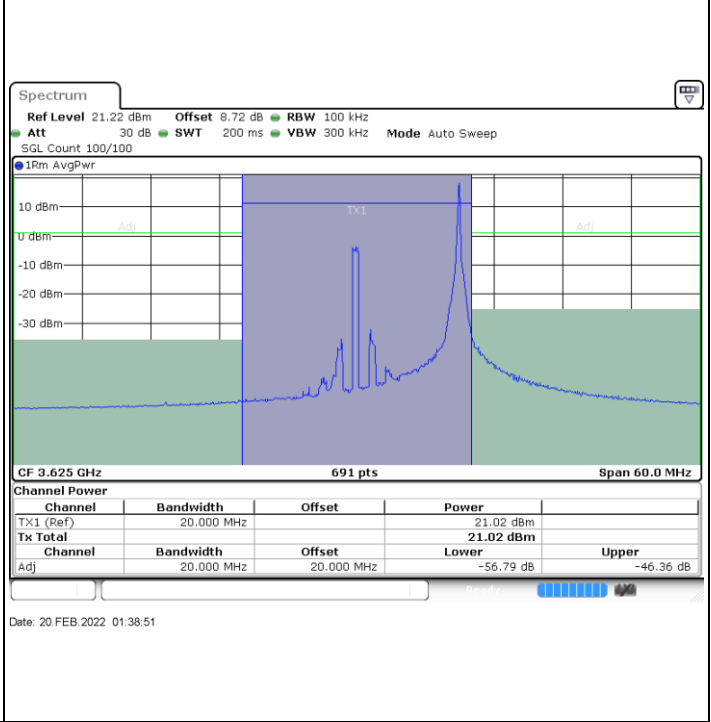 Spectrum
Ref Level 21.22 dBm Offset 8.72 dB RBW 100 kHz
Att 30 dB SWT 200 ms VBW 300 kHz Mode Auto Sweep
SGL Count 100/100
1Rm AvgPwr
10 dBm
TX1
Adj Adj
0 dBm
-10 dBm
-20 dBm
-30 dBm
CF 3.625 GHz 691 pts Span 60.0 MHz
Channel Power
Channel Bandwidth Offset Power
TX1 (Ref) 20.000 MHz 21.02 dBm
Tx Total 21.02 dBm
Channel Bandwidth Offset Lower Upper
Adj 20.000 MHz 20.000 MHz -56.79 dB -46.36 dB
Ready
Date: 20.FEB.2022 01:38:51